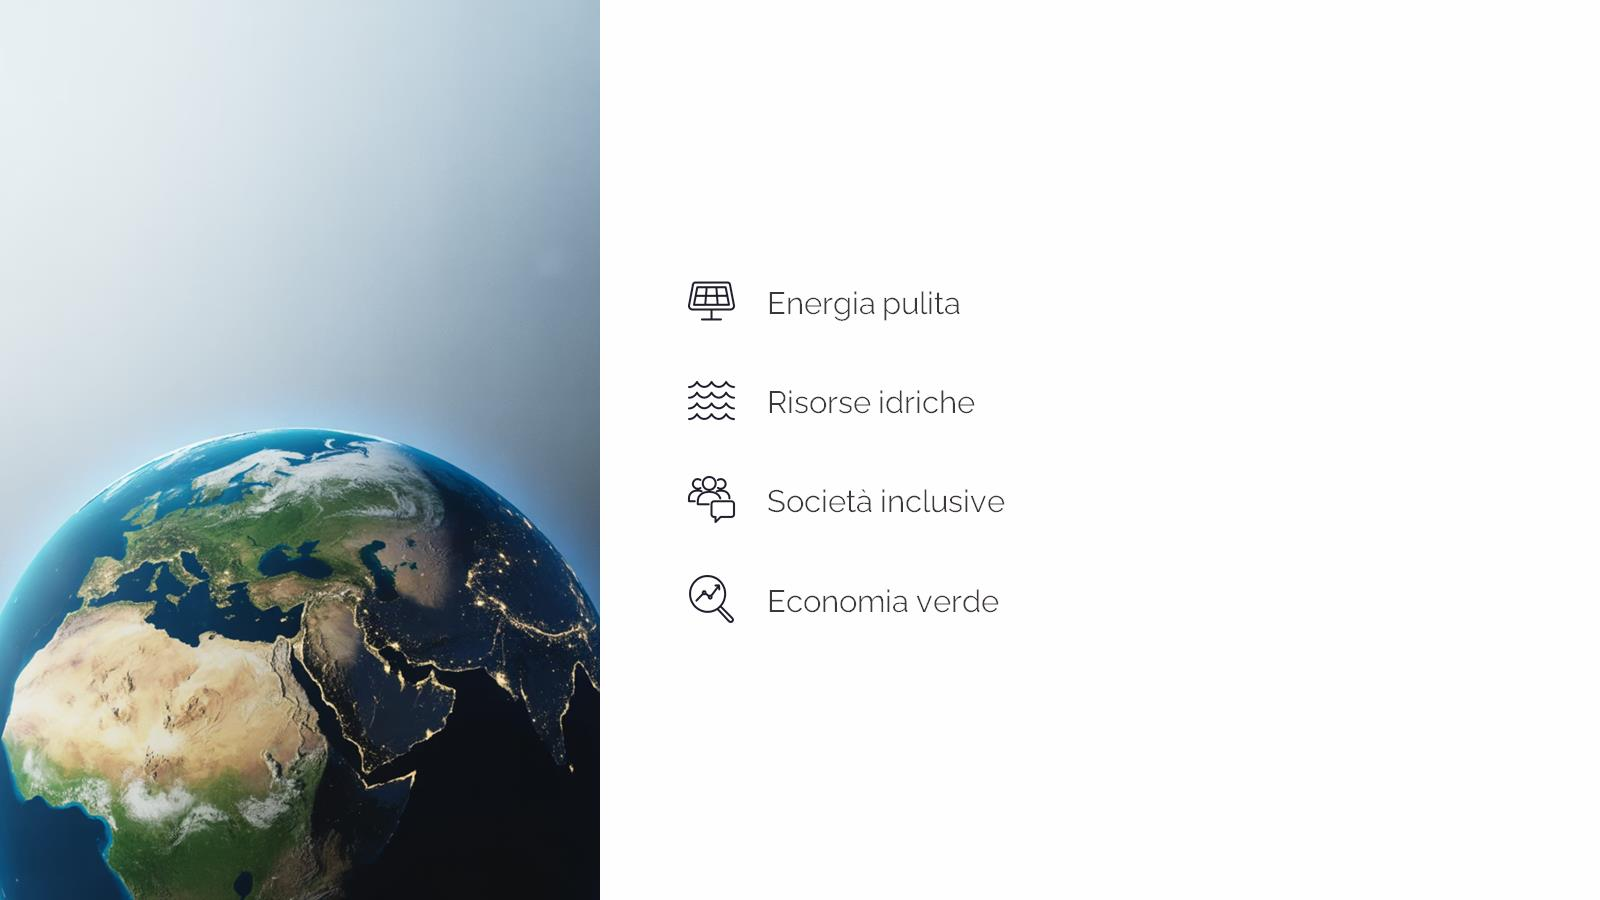 Energia pulita
Risorse idriche
Società inclusive
Economia verde